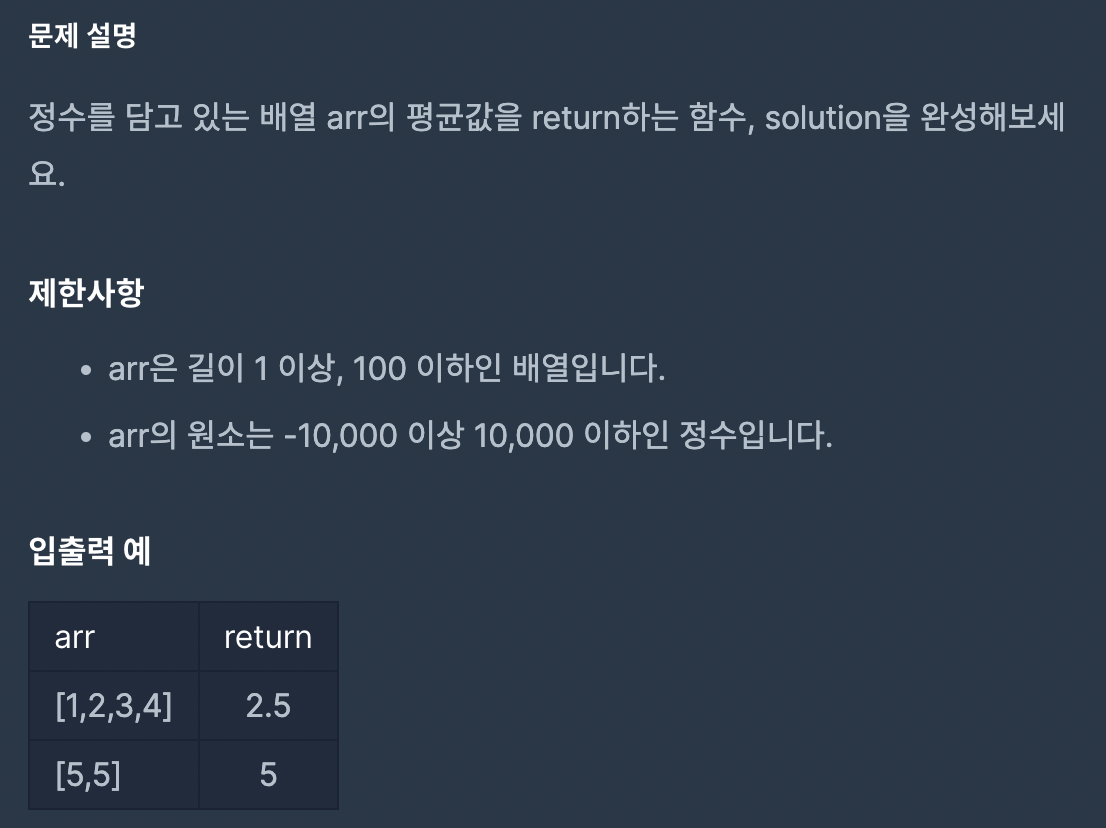 문제 설명
정수를 담고 있는 배열 arr의 평균값을 return하는 함수, solution을 완성해보세
요.
제한사항
• arr은 길이 1 이상, 100 이하인 배열입니다.
• arr의 원소는 -10,000 이상 10,000 이하인 정수입니다.
입출력 예
arr return
[1,2,3,4] 2.5
[5,5] 5